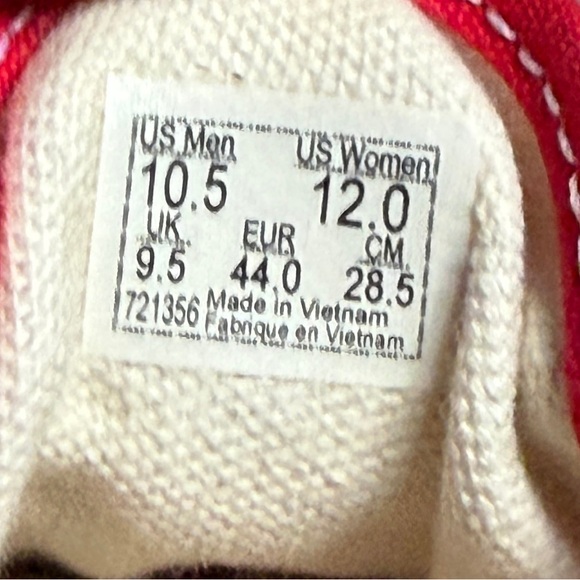 US Men US Women
10.5 12.0
UK EUR CM
9.5 44.0 28.5
721356 Made in Vietnam
Fabrique en Vietnam